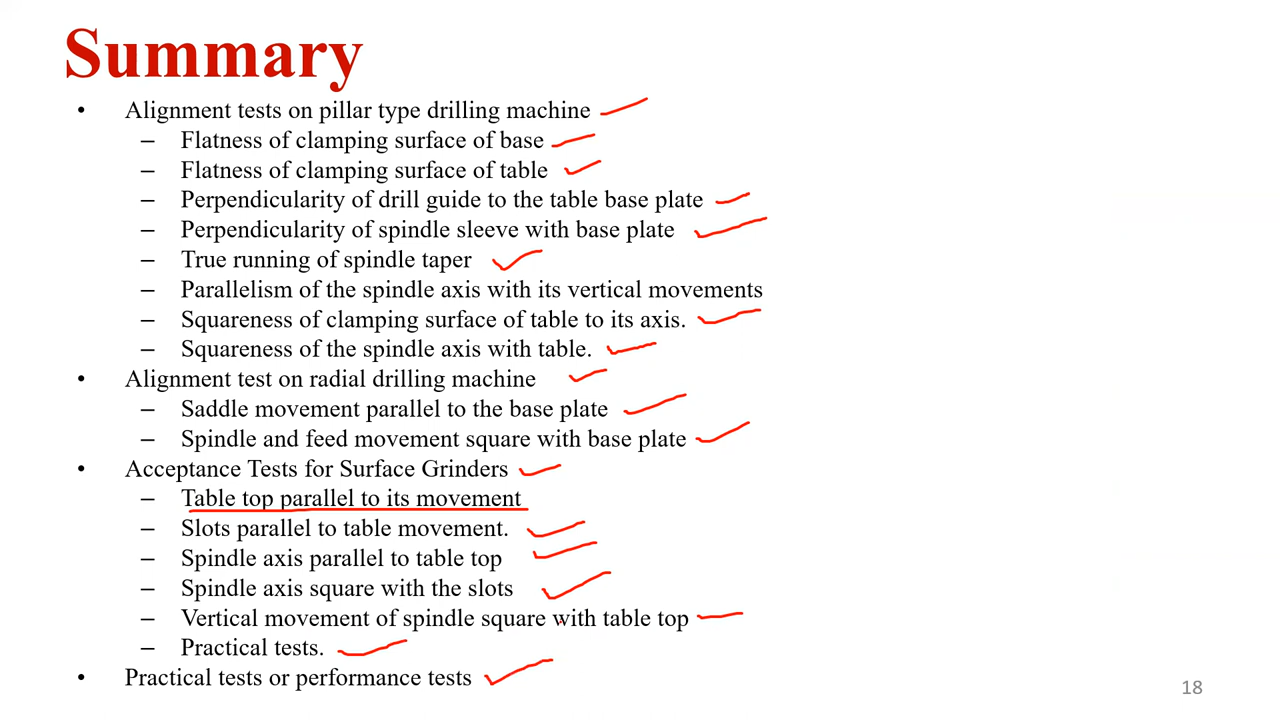 Summary
• Alignment tests on pillar type drilling machine
– Flatness of clamping surface of base
– Flatness of clamping surface of table
– Perpendicularity of drill guide to the table base plate
– Perpendicularity of spindle sleeve with base plate
– True running of spindle taper
– Parallelism of the spindle axis with its vertical movements
– Squareness of clamping surface of table to its axis.
– Squareness of the spindle axis with table.
• Alignment test on radial drilling machine
– Saddle movement parallel to the base plate
– Spindle and feed movement square with base plate
• Acceptance Tests for Surface Grinders
– Table top parallel to its movement
– Slots parallel to table movement.
– Spindle axis parallel to table top
– Spindle axis square with the slots
– Vertical movement of spindle square with table top
– Practical tests.
• Practical tests or performance tests
18